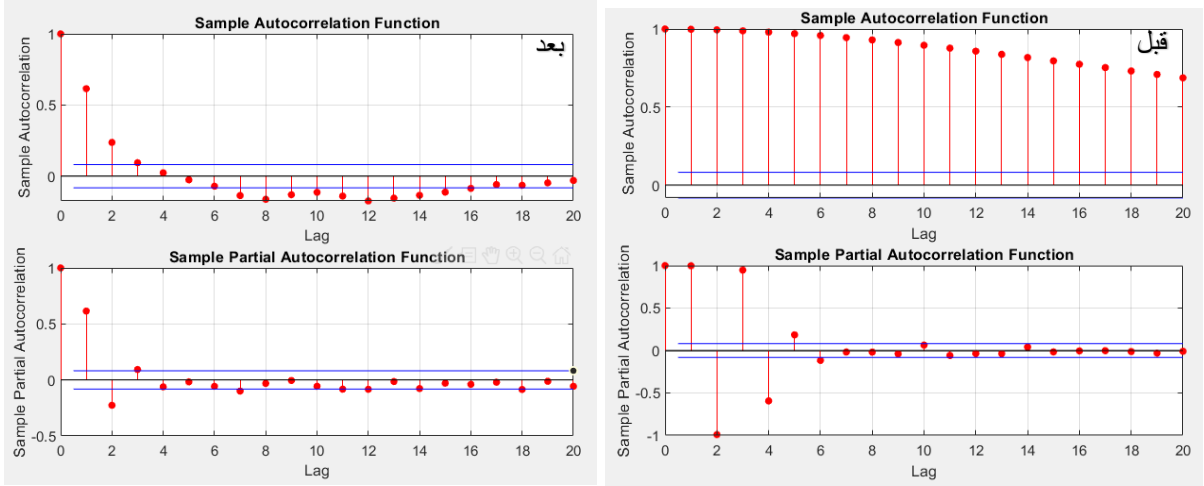 Sample Autocorrelation Function
بعد
Sample Autocorrelation
1
0.5
0
0 2 4 6 8 10 12 14 16 18 20
Lag
Sample Partial Autocorrelation Function
Sample Partial Autocorrelation
1
0.5
0
-0.5
0 2 4 6 8 10 12 14 16 18 20
Lag
Sample Autocorrelation Function
قبل
Sample Autocorrelation
1
0.5
0
0 2 4 6 8 10 12 14 16 18 20
Lag
Sample Partial Autocorrelation Function
Sample Partial Autocorrelation
1
0.5
0
-0.5
-1
0 2 4 6 8 10 12 14 16 18 20
Lag